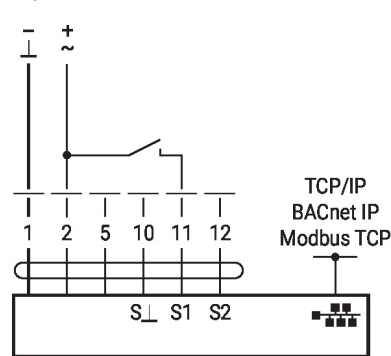 − +
⊥ ~
TCP/IP
BACnet IP
Modbus TCP
1 2 5 10 11 12
S⊥ S1 S2